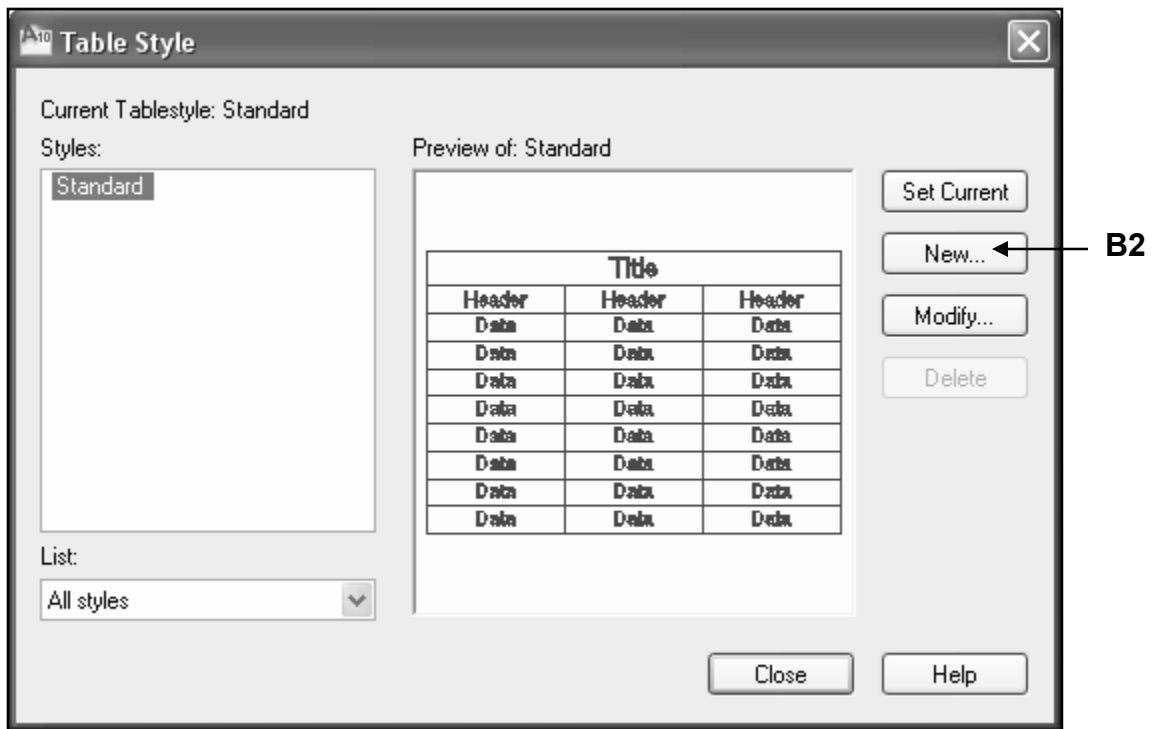 A10 Table Style
Current Tablestyle: Standard
Styles:
Standard
List:
All styles
Preview of: Standard
Title
Header Header Header
Data Data Data
Data Data Data
Data Data Data
Data Data Data
Data Data Data
Data Data Data
Data Data Data
Data Data Data
Set Current
New...
B2
Modify...
Delete
Close
Help